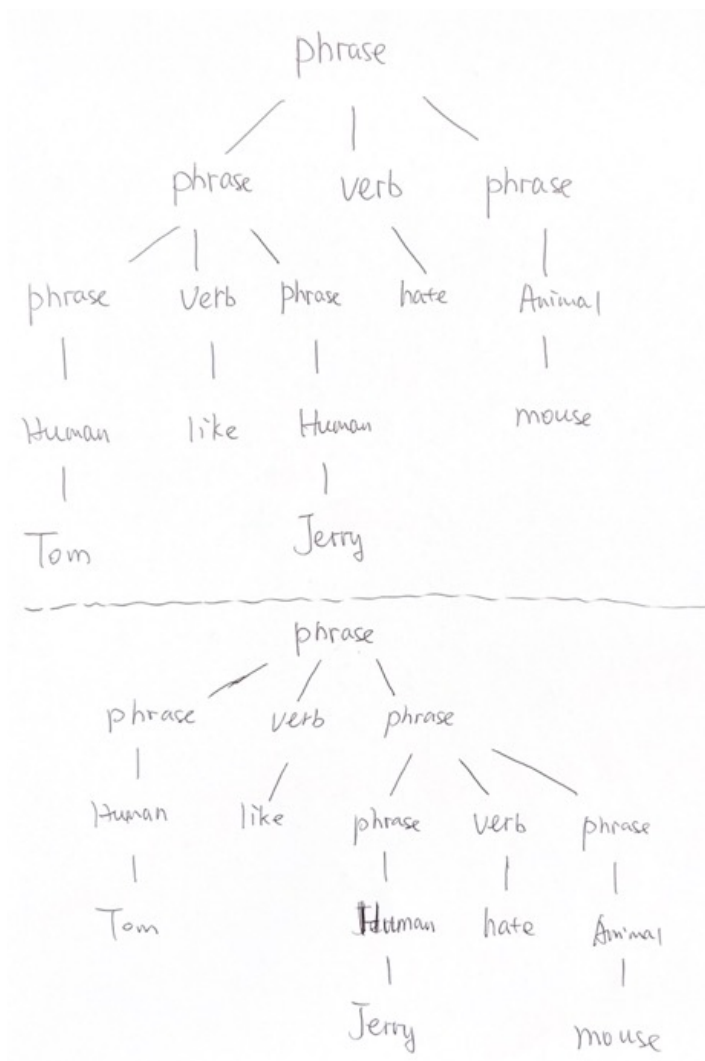 phrase
phrase verb phrase
phrase verb phrase hate Animal
Human like Human mouse
Tom Jerry
phrase
phrase verb phrase
Human like phrase verb phrase
Tom Human hate Animal
Jerry mouse